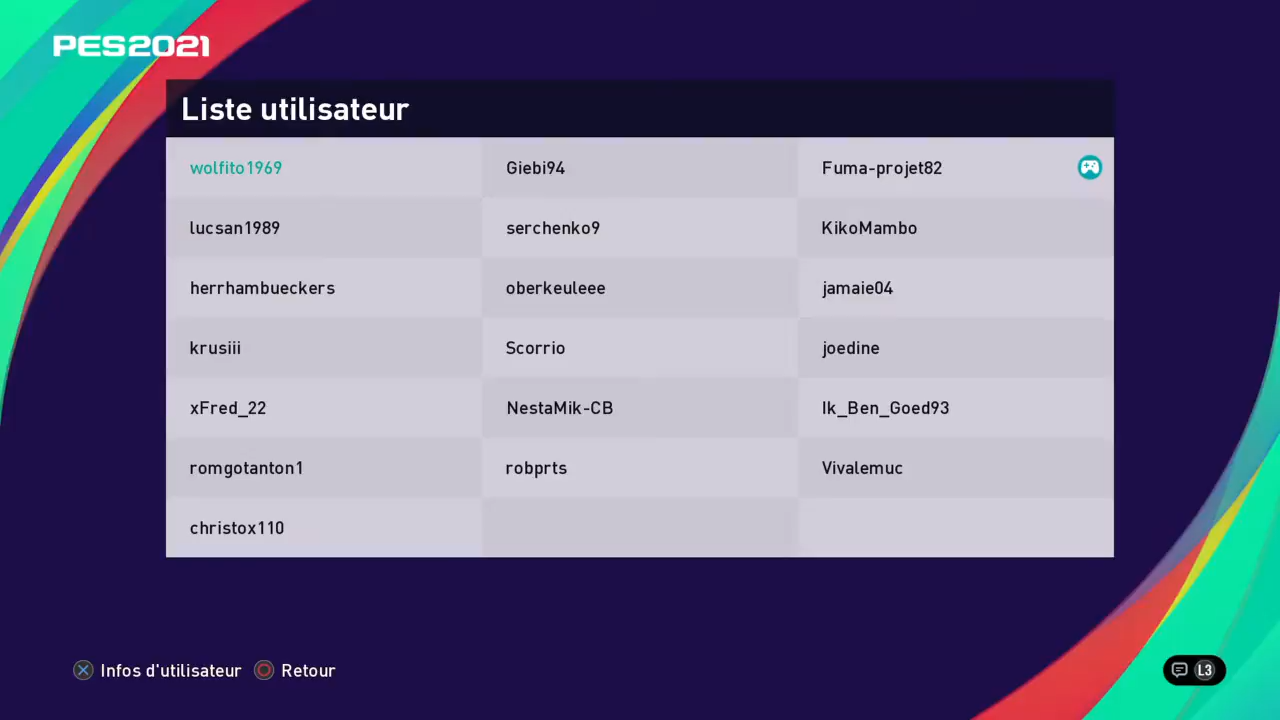 PES2021
Liste utilisateur
wolfito1969 Giebi94 Fuma-projet82
lucsan1989 serchenko9 KikoMambo
herrhambueckers oberkeuleee jamaie04
krusiii Scorrio joedine
xFred_22 NestaMik-CB Ik_Ben_Goed93
romgotanton1 robprts Vivalemuc
christox110
Infos d'utilisateur Retour L3